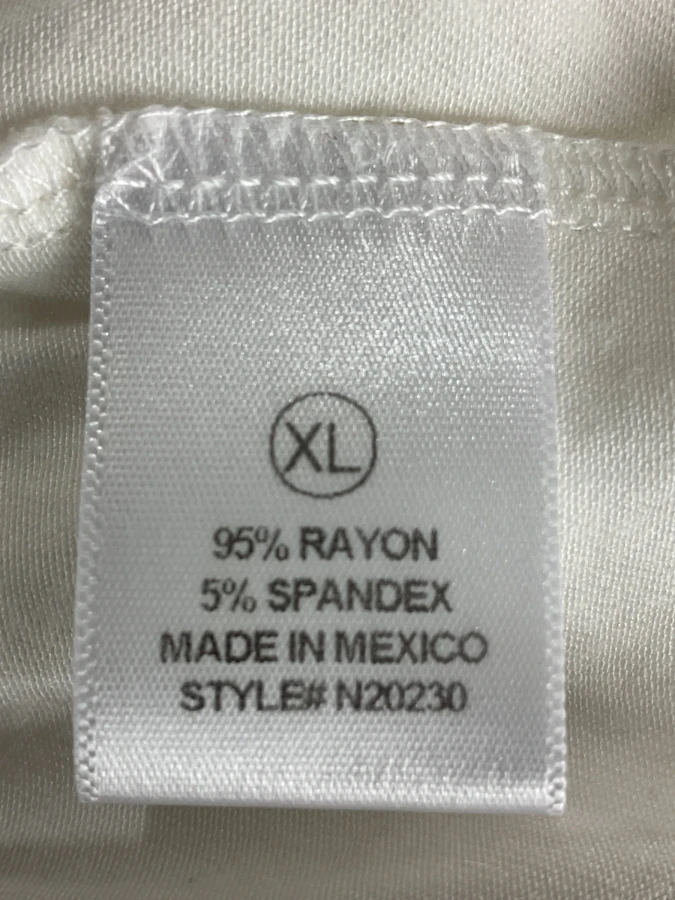 XL
95% RAYON
5% SPANDEX
MADE IN MEXICO
STYLE# N20230